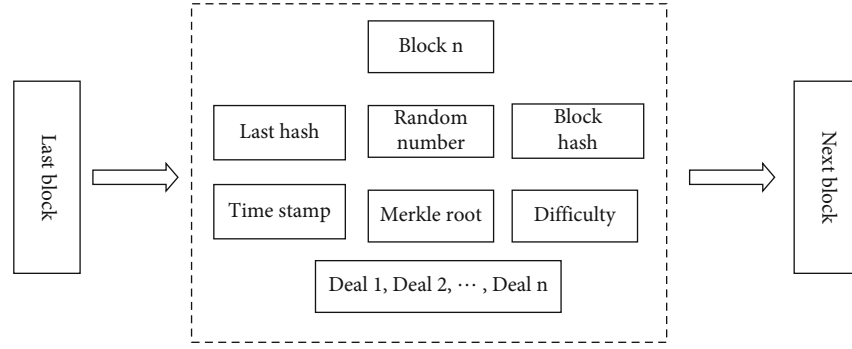 Block n
Last block
Last hash
Random
number
Block
hash
Next block
Time stamp
Merkle root
Difficulty
Deal 1, Deal 2, ⋯ , Deal n